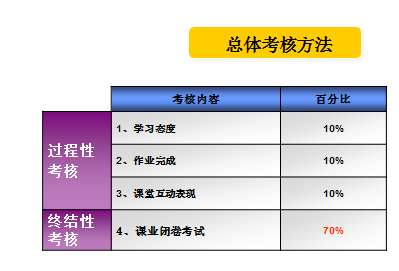 总体考核方法
考核内容 百分比
过程性
考核
1、学习态度 10%
2、作业完成 10%
3、课堂互动表现 10%
终结性
考核
4、课业闭卷考试 70%